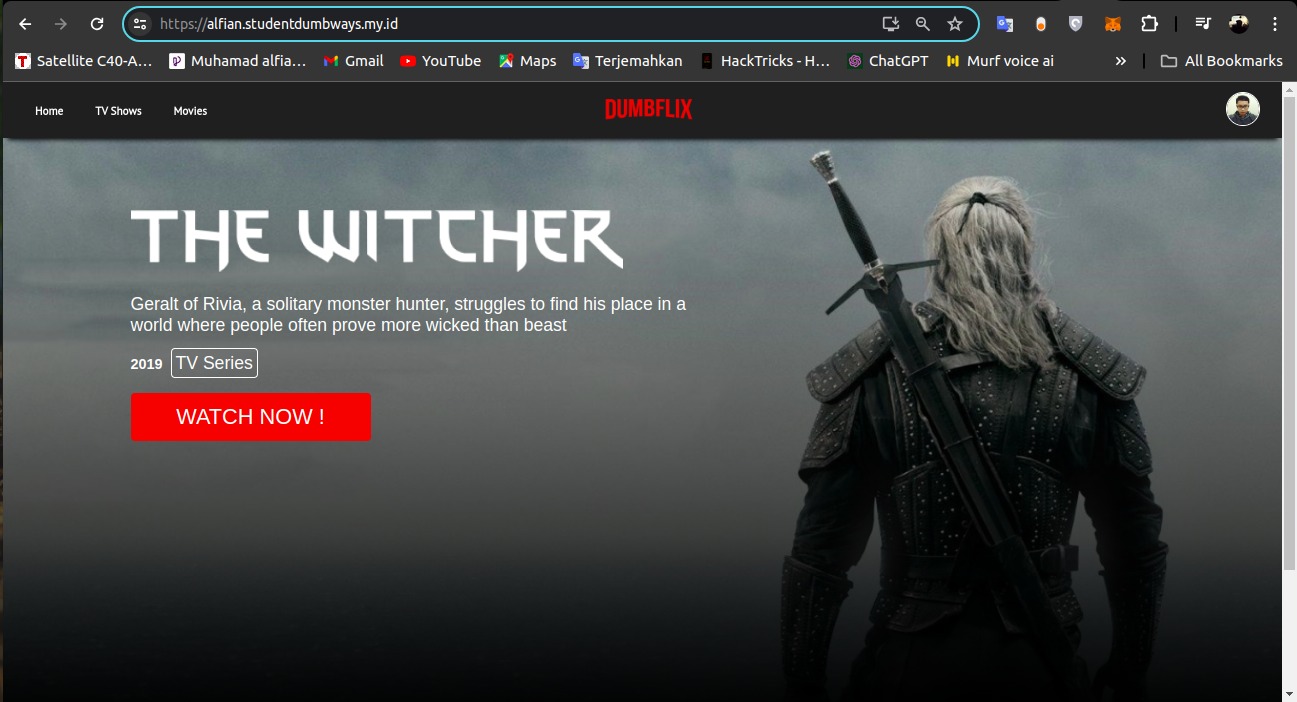 https://alfian.studentdumbways.my.id
Satellite C40-A... Muhamad alfia... Gmail YouTube Maps Terjemahkan HackTricks - H... ChatGPT Murf voice ai » All Bookmarks
Home TV Shows Movies DUMBFLIX
THE WITCHER
Geralt of Rivia, a solitary monster hunter, struggles to find his place in a
world where people often prove more wicked than beast
2019 TV Series
WATCH NOW !